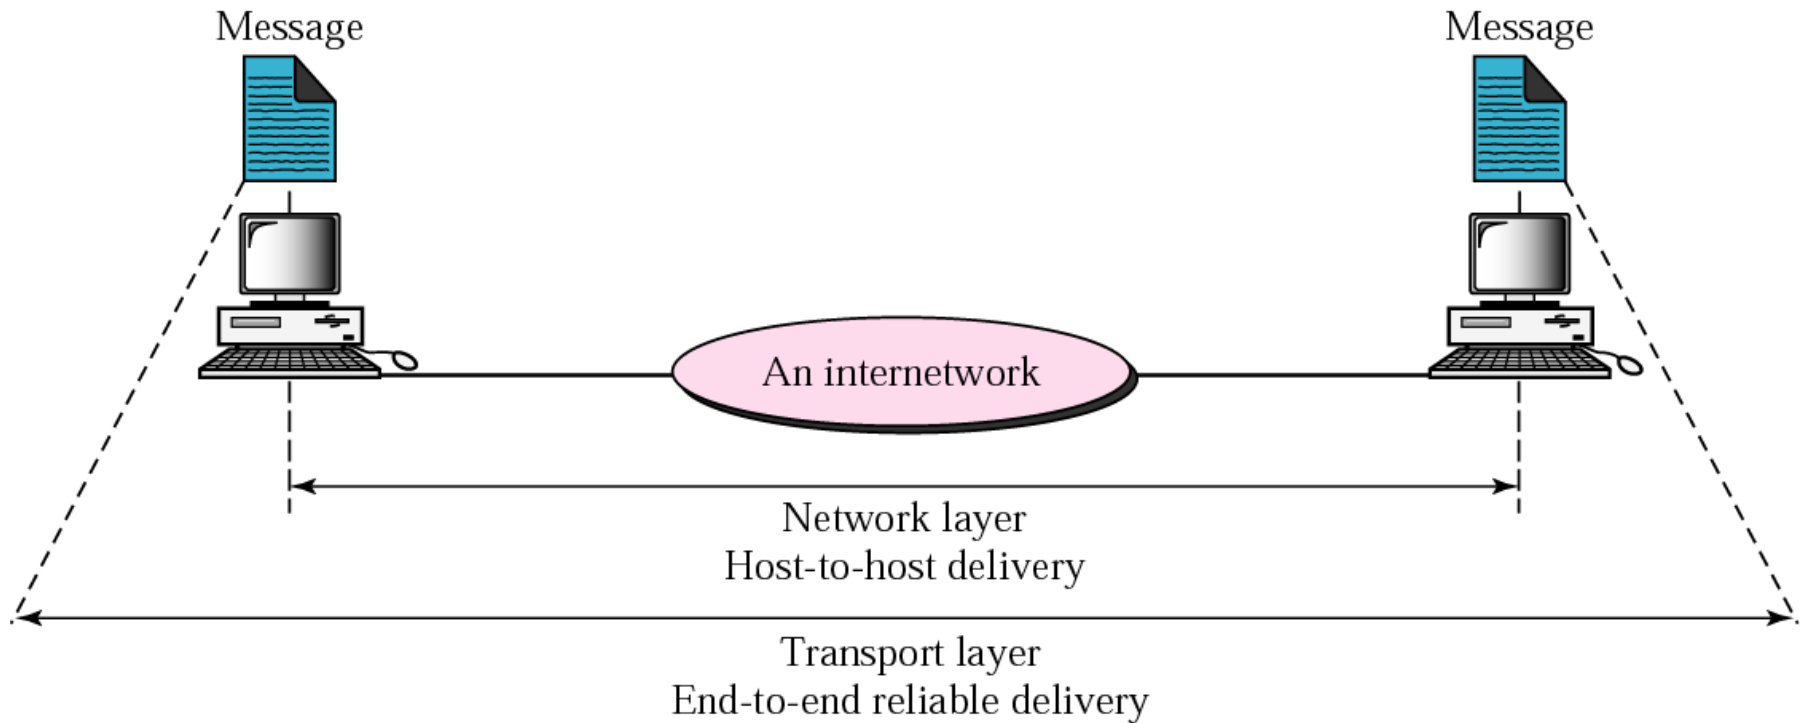 Message
Message
An internetwork
Network layer
Host-to-host delivery
Transport layer
End-to-end reliable delivery